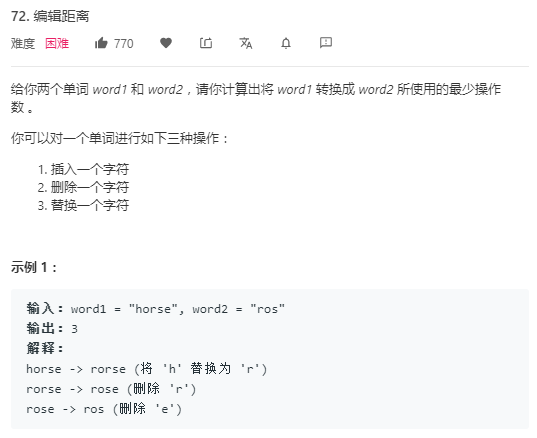 72. 编辑距离
难度 困难 770
给你两个单词 word1 和 word2，请你计算出将 word1 转换成 word2 所使用的最少操作
数 。
你可以对一个单词进行如下三种操作：
1. 插入一个字符
2. 删除一个字符
3. 替换一个字符
示例 1：
输入：word1 = "horse", word2 = "ros"
输出：3
解释：
horse -> rorse (将 'h' 替换为 'r')
rorse -> rose (删除 'r')
rose -> ros (删除 'e')